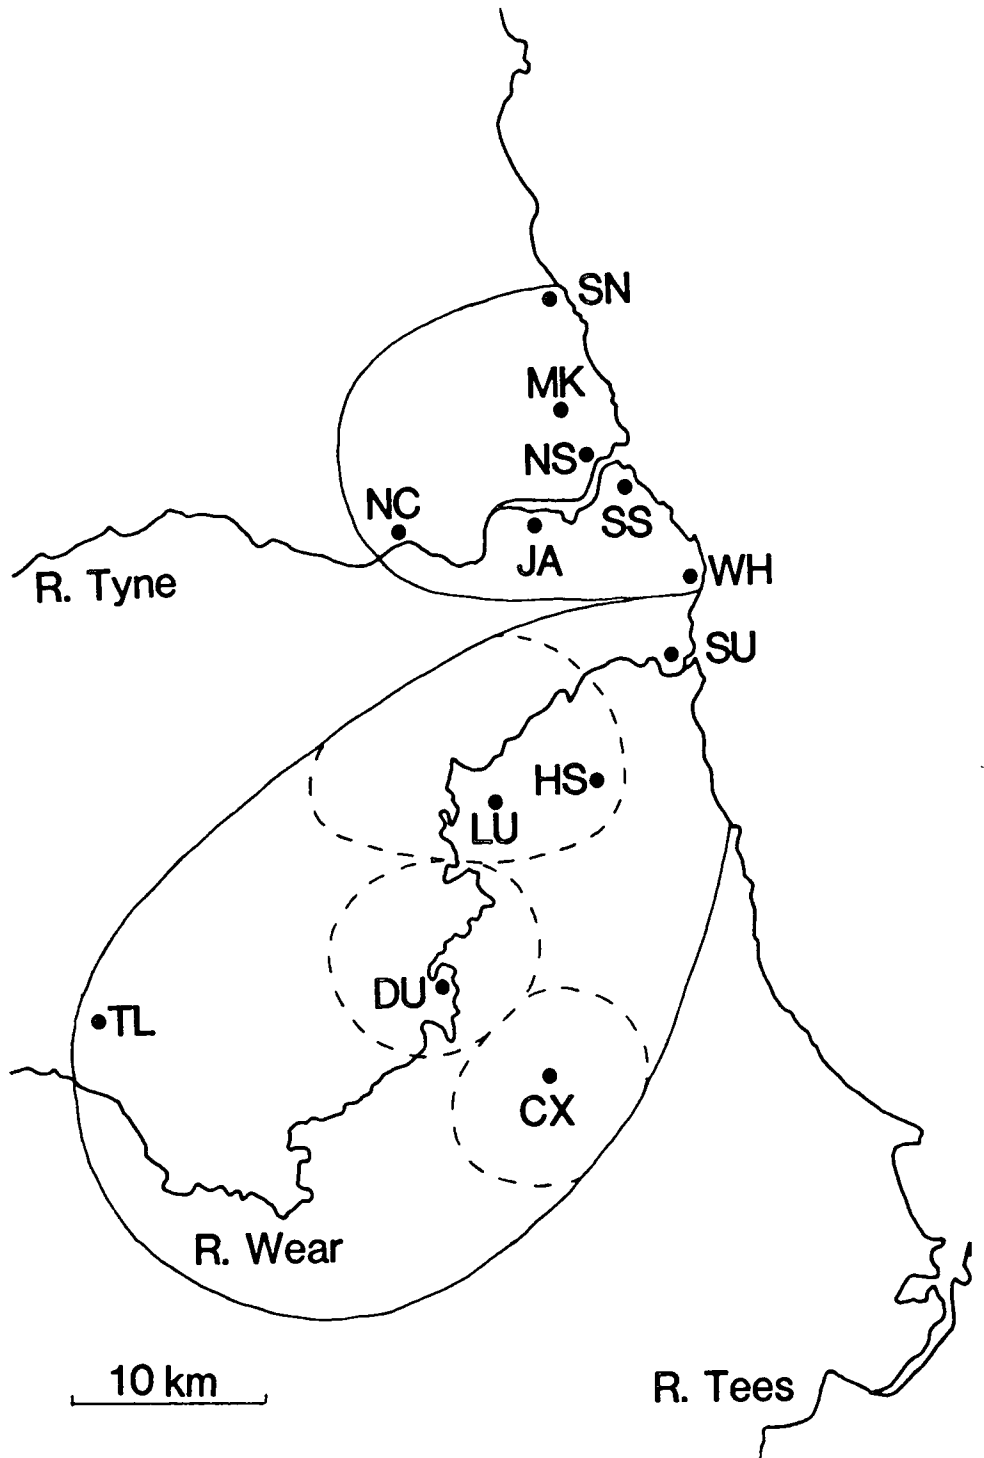 SN
MK
NS
NC
SS
JA
WH
R. Tyne
SU
HS
LU
DU
TL
CX
R. Wear
10 km
R. Tees